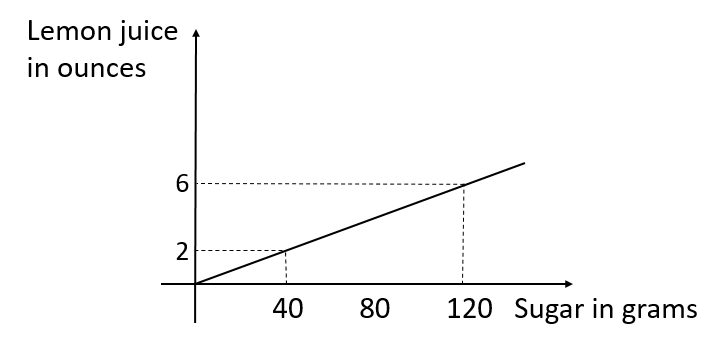 Lemon juice
in ounces
6
2
40 80 120 Sugar in grams